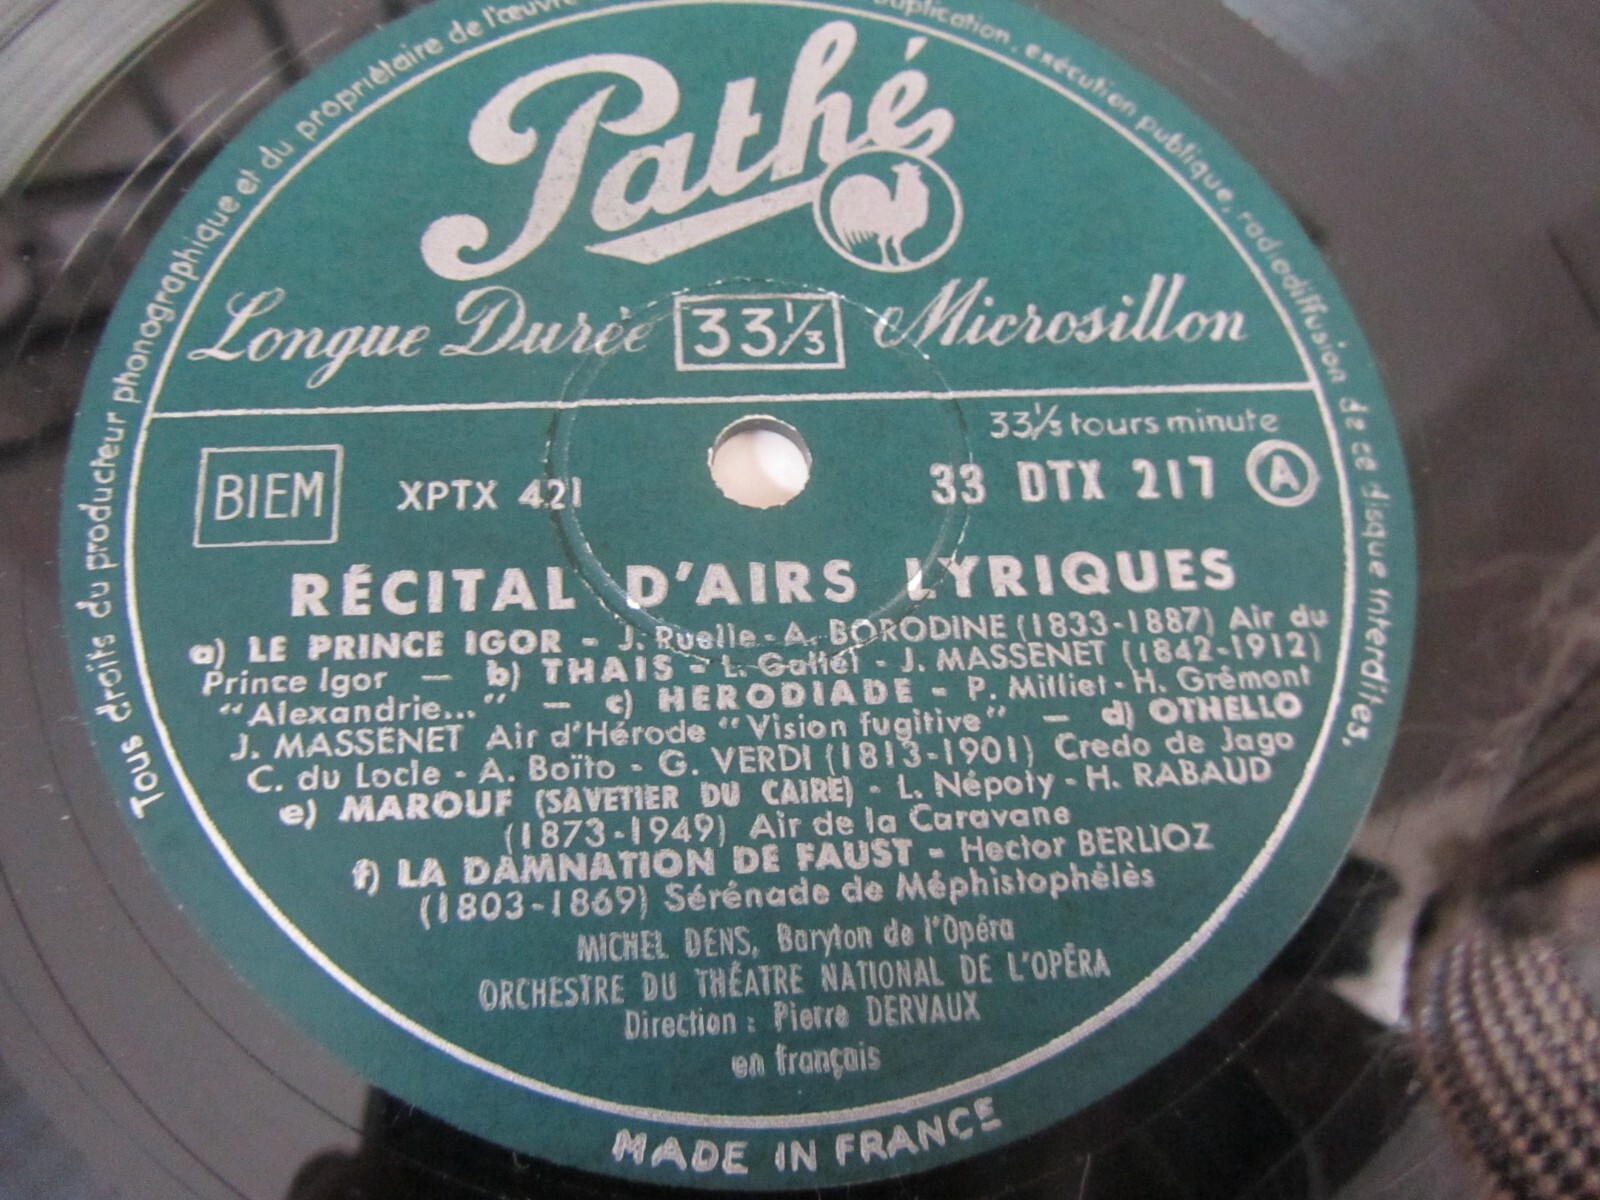 Tous droits du producteur phonographique et du propriétaire de l'œuvre
duplication, exécution publique, radiodiffusion de ce disque interdites.
Pathé
Longue Durée 33⅓ Microsillon
33⅓ tours minute
BIEM XPTX 421 33 DTX 217 A
RÉCITAL D'AIRS LYRIQUES
a) LE PRINCE IGOR - J. Ruelle - A. BORODINE (1833-1887) Air du
Prince Igor — b) THAIS - L. Gallet - J. MASSENET (1842-1912)
"Alexandrie..." — c) HERODIADE - P. Milliet - H. Grémont
J. MASSENET Air d'Hérode "Vision fugitive" — d) OTHELLO
C. du Locle - A. Boïto - G. VERDI (1813-1901) Credo de Jago
e) MAROUF (SAVETIER DU CAIRE) - L. Népoty - H. RABAUD
(1873-1949) Air de la Caravane
f) LA DAMNATION DE FAUST - Hector BERLIOZ
(1803-1869) Sérénade de Méphistophélès
MICHEL DENS, Baryton de l'Opéra
ORCHESTRE DU THÉATRE NATIONAL DE L'OPÉRA
Direction : Pierre DERVAUX
en français
MADE IN FRANCE